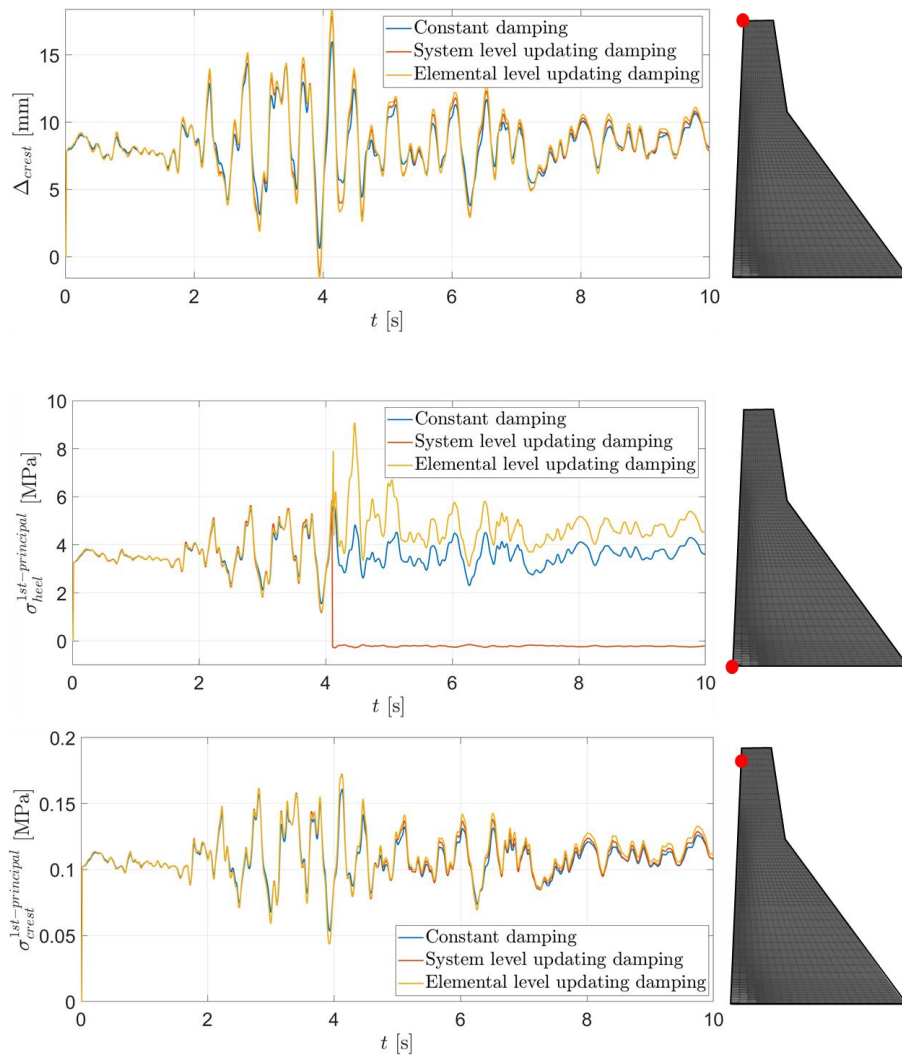 Δcrest [mm]
15
10
5
0
Constant damping
System level updating damping
Elemental level updating damping
0 2 4 6 8 10
t [s]
σ_heel^1st−principal [MPa]
10
8
6
4
2
0
Constant damping
System level updating damping
Elemental level updating damping
0 2 4 6 8 10
t [s]
σ_crest^1st−principal [MPa]
0.2
0.15
0.1
0.05
0
Constant damping
System level updating damping
Elemental level updating damping
0 2 4 6 8 10
t [s]